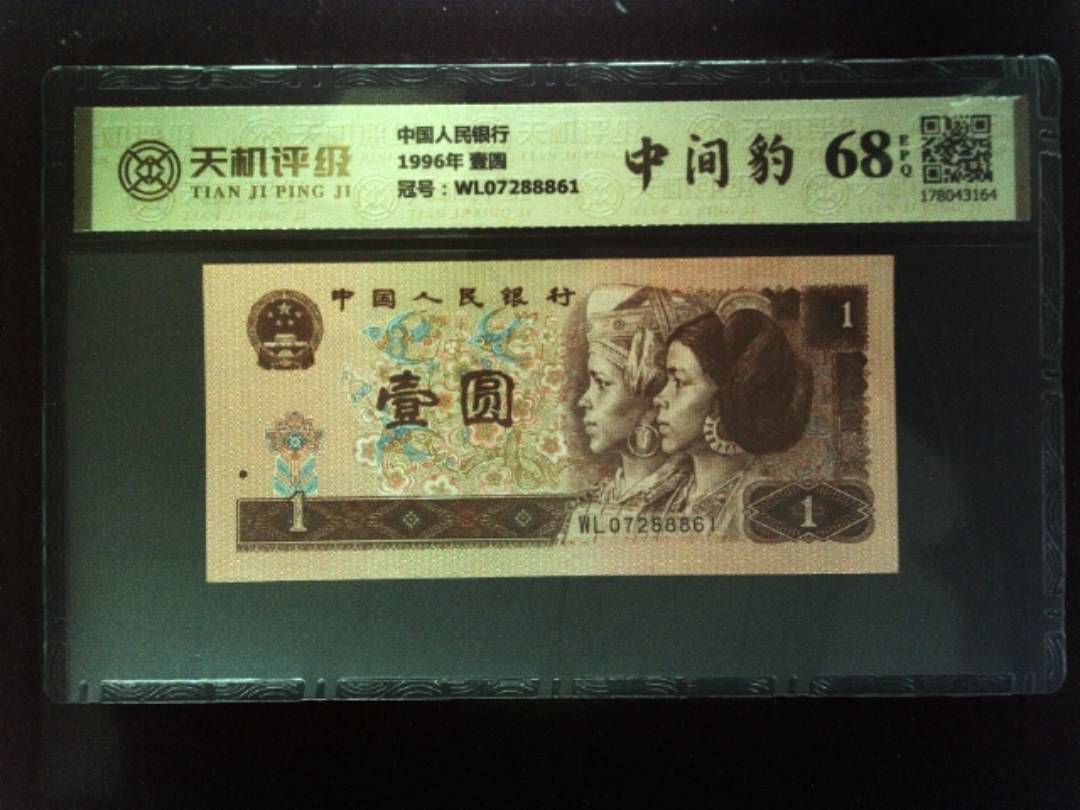 天机评级
TIAN JI PING JI
中国人民银行
1996年 壹圆
冠号：WL07288861
中间豹
68
EPQ
178043164
中国人民银行
壹圆
1
1
WL07288861
1